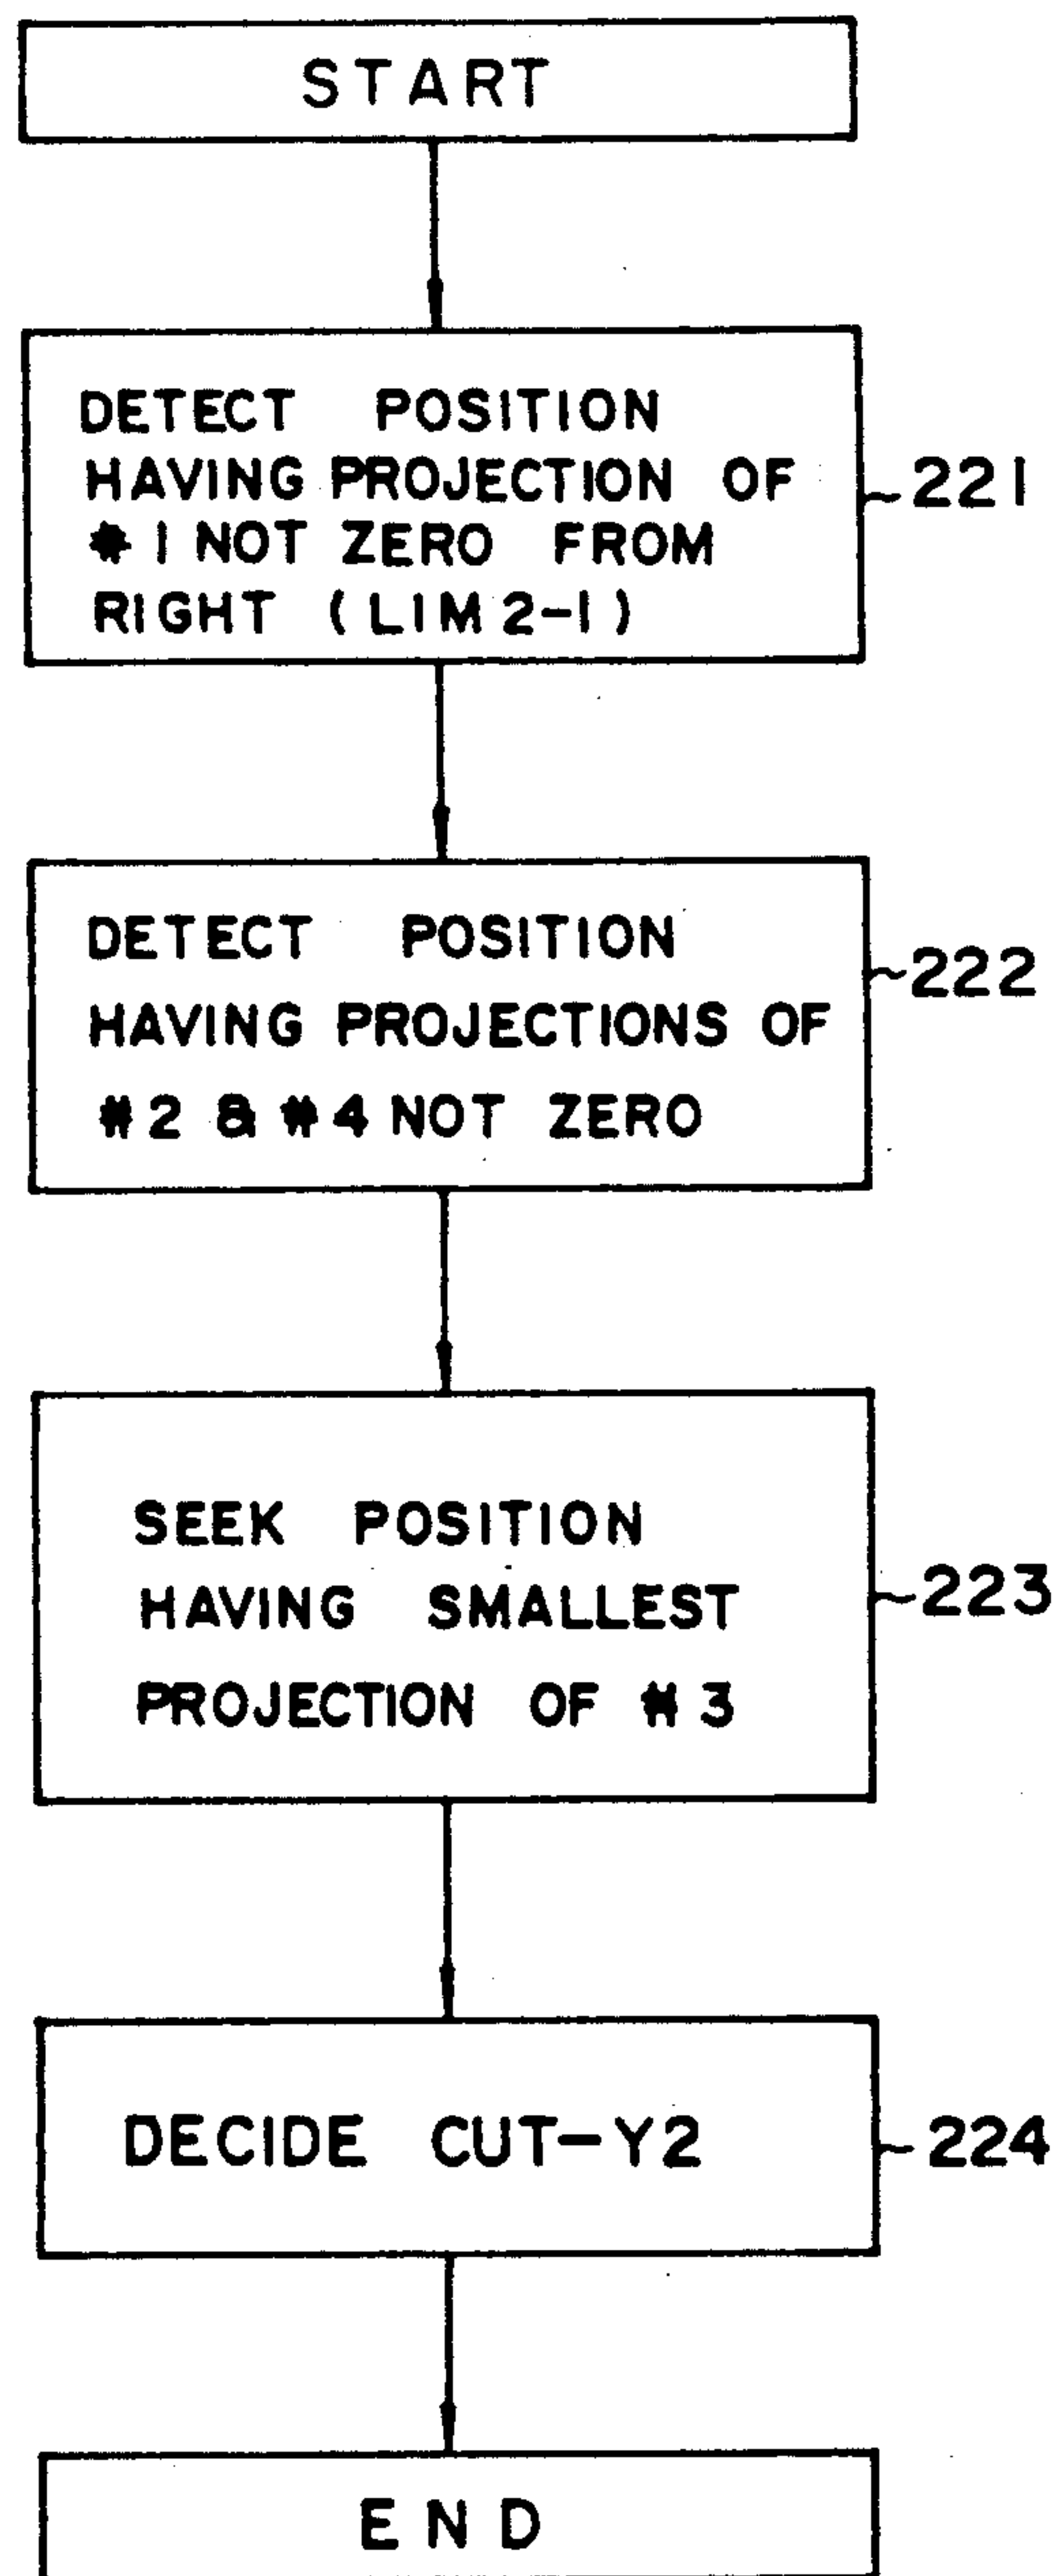 START
DETECT POSITION
HAVING PROJECTION OF
#1 NOT ZERO FROM
RIGHT (LIM 2-1)
221
DETECT POSITION
HAVING PROJECTIONS OF
#2 & #4 NOT ZERO
222
SEEK POSITION
HAVING SMALLEST
PROJECTION OF #3
223
DECIDE CUT-Y2
224
END